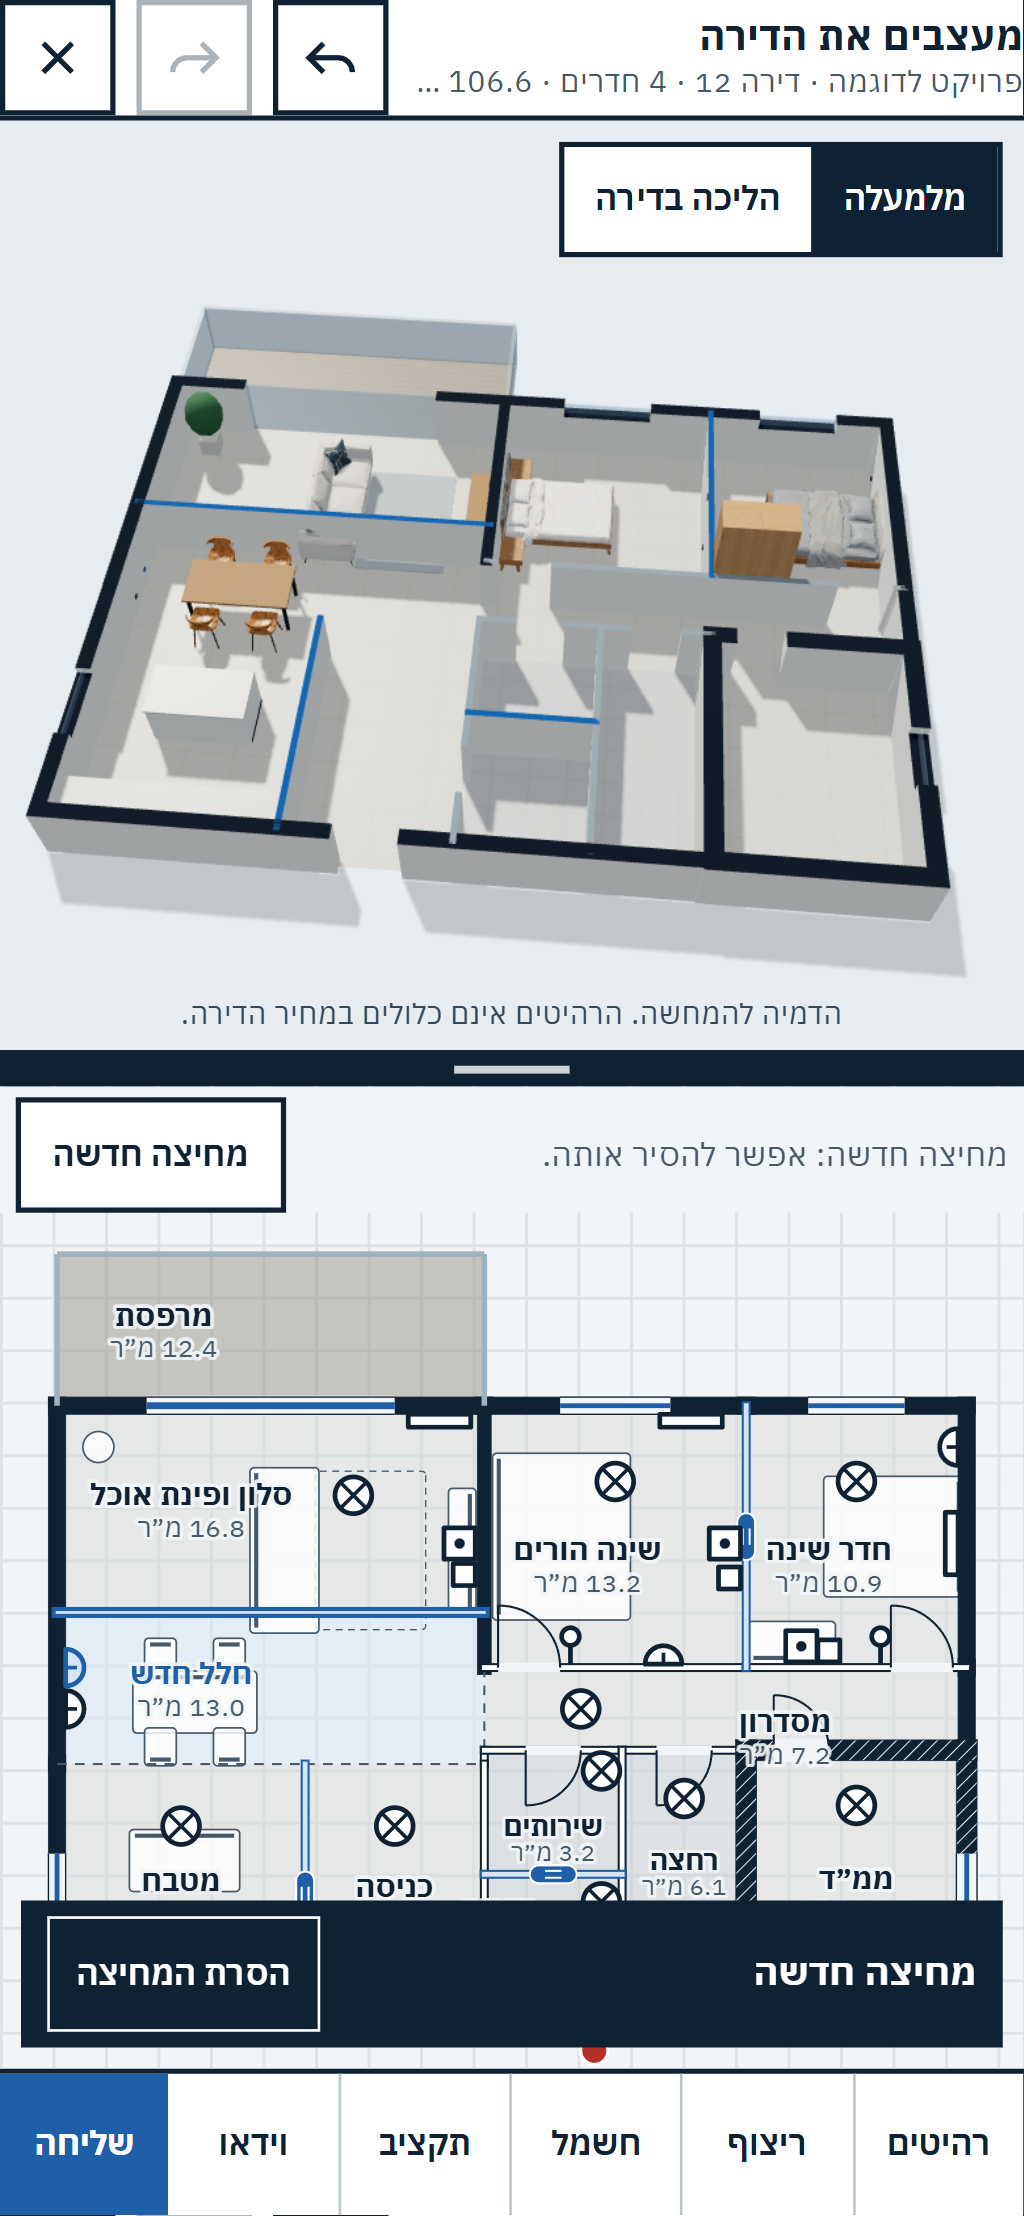 מעצבים את הדירה
פרויקט לדוגמה · דירה 12 · 4 חדרים · 106.6 ...
מלמעלה
הליכה בדירה
הדמיה להמחשה. הרהיטים אינם כלולים במחיר הדירה.
מחיצה חדשה: אפשר להסיר אותה.
מחיצה חדשה
מרפסת
12.4 מ״ר
סלון ופינת אוכל
16.8 מ״ר
שינה הורים
13.2 מ״ר
חדר שינה
10.9 מ״ר
חלל חדש
13.0 מ״ר
מסדרון
7.2 מ״ר
שירותים
3.2 מ״ר
רחצה
6.1 מ״ר
ממ״ד
מטבח
כניסה
מחיצה חדשה
הסרת המחיצה
רהיטים
ריצוף
חשמל
תקציב
וידאו
שליחה